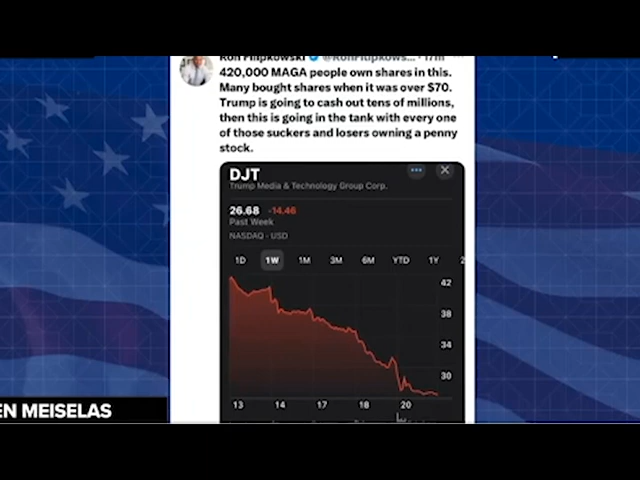 Ron Filipkowski @RonFilipkows... · 17m
420,000 MAGA people own shares in this.
Many bought shares when it was over $70.
Trump is going to cash out tens of millions,
then this is going in the tank with every one
of those suckers and losers owning a penny
stock.
DJT
Trump Media & Technology Group Corp.
26.68 -14.46
Past Week
NASDAQ · USD
1D 1W 1M 3M 6M YTD 1Y 2
42
38
34
30
13 14 17 18 20
EN MEISELAS